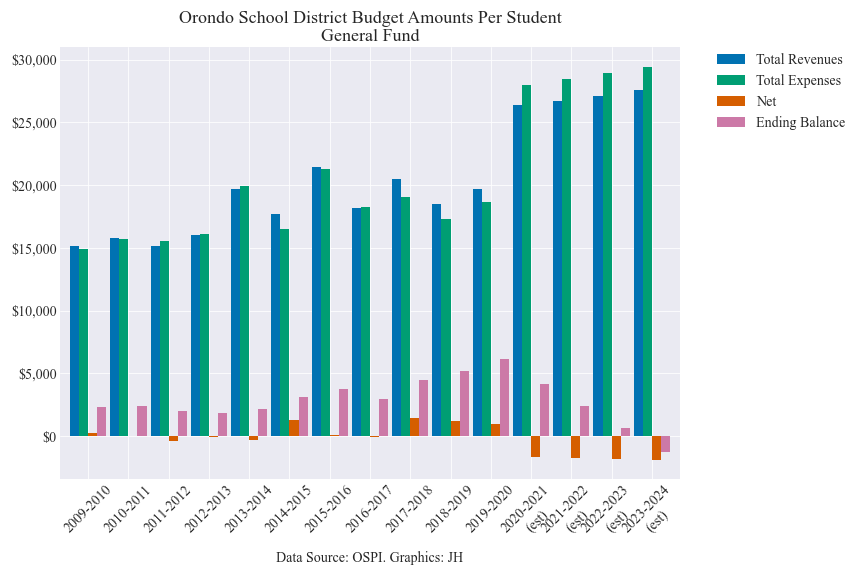 Orondo School District Budget Amounts Per Student
General Fund
$30,000
$25,000
$20,000
$15,000
$10,000
$5,000
$0
Total Revenues
Total Expenses
Net
Ending Balance
2009-2010
2010-2011
2011-2012
2012-2013
2013-2014
2014-2015
2015-2016
2016-2017
2017-2018
2018-2019
2019-2020
2020-2021
(est)
2021-2022
(est)
2022-2023
(est)
2023-2024
(est)
Data Source: OSPI. Graphics: JH